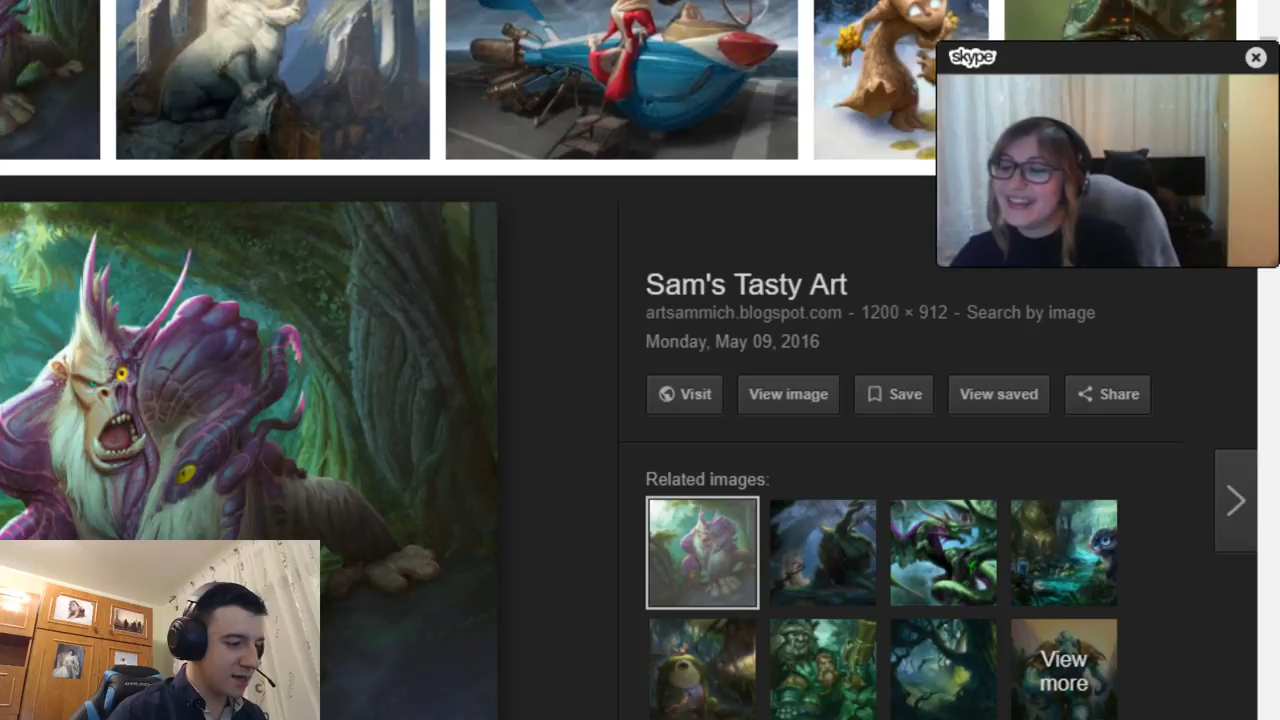 skype
Sam's Tasty Art
artsammich.blogspot.com - 1200 × 912 - Search by image
Monday, May 09, 2016
Visit View image Save View saved Share
Related images:
View
more